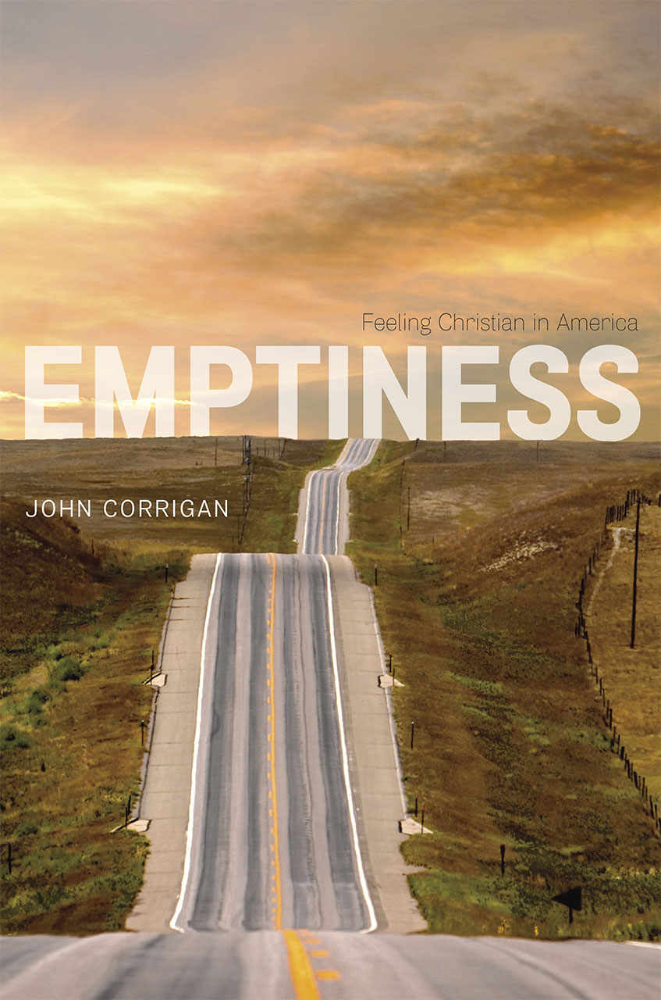 Feeling Christian in America
EMPTINESS
JOHN CORRIGAN